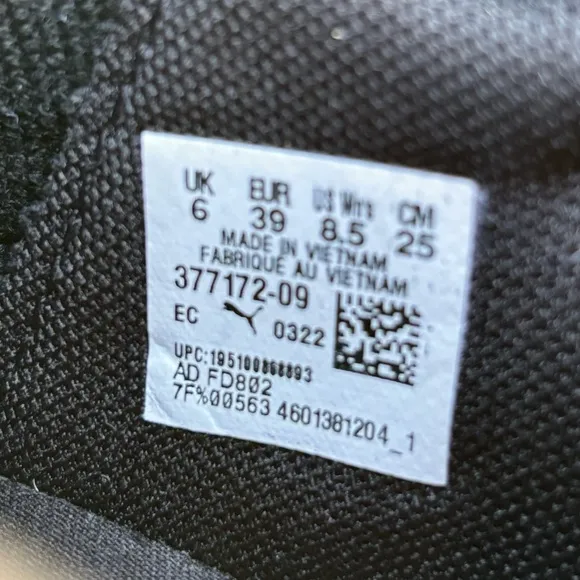 UK EUR US Wn's CM
6 39 8.5 25
MADE IN VIETNAM
FABRIQUE AU VIETNAM
377172-09
EC 0322
UPC:195100868893
AD FD802
7F%00563 4601381204_1